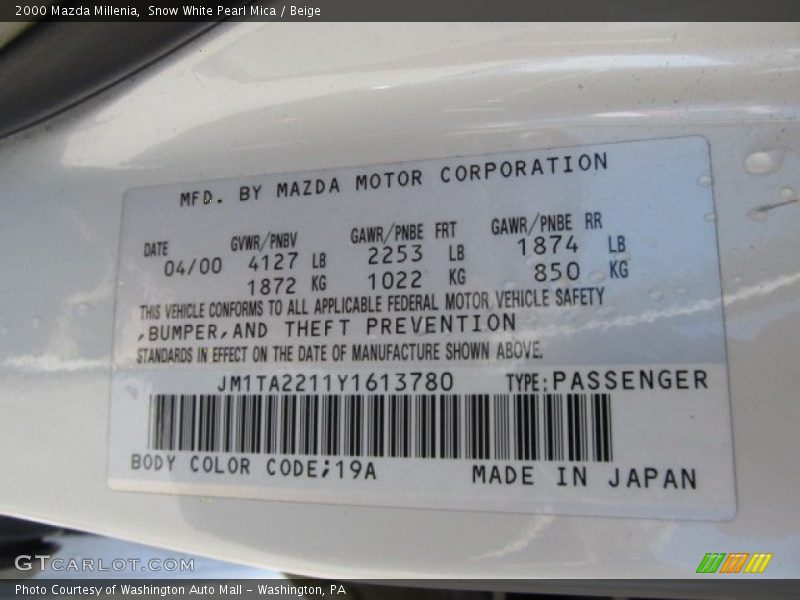 2000 Mazda Millenia, Snow White Pearl Mica / Beige
MFD. BY MAZDA MOTOR CORPORATION
DATE GVWR/PNBV GAWR/PNBE FRT GAWR/PNBE RR
04/00 4127 LB 2253 LB 1874 LB
1872 KG 1022 KG 850 KG
THIS VEHICLE CONFORMS TO ALL APPLICABLE FEDERAL MOTOR VEHICLE SAFETY
,BUMPER,AND THEFT PREVENTION
STANDARDS IN EFFECT ON THE DATE OF MANUFACTURE SHOWN ABOVE.
JM1TA2211Y1613780 TYPE:PASSENGER
BODY COLOR CODE;19A MADE IN JAPAN
GTCARLOT.COM
Photo Courtesy of Washington Auto Mall - Washington, PA